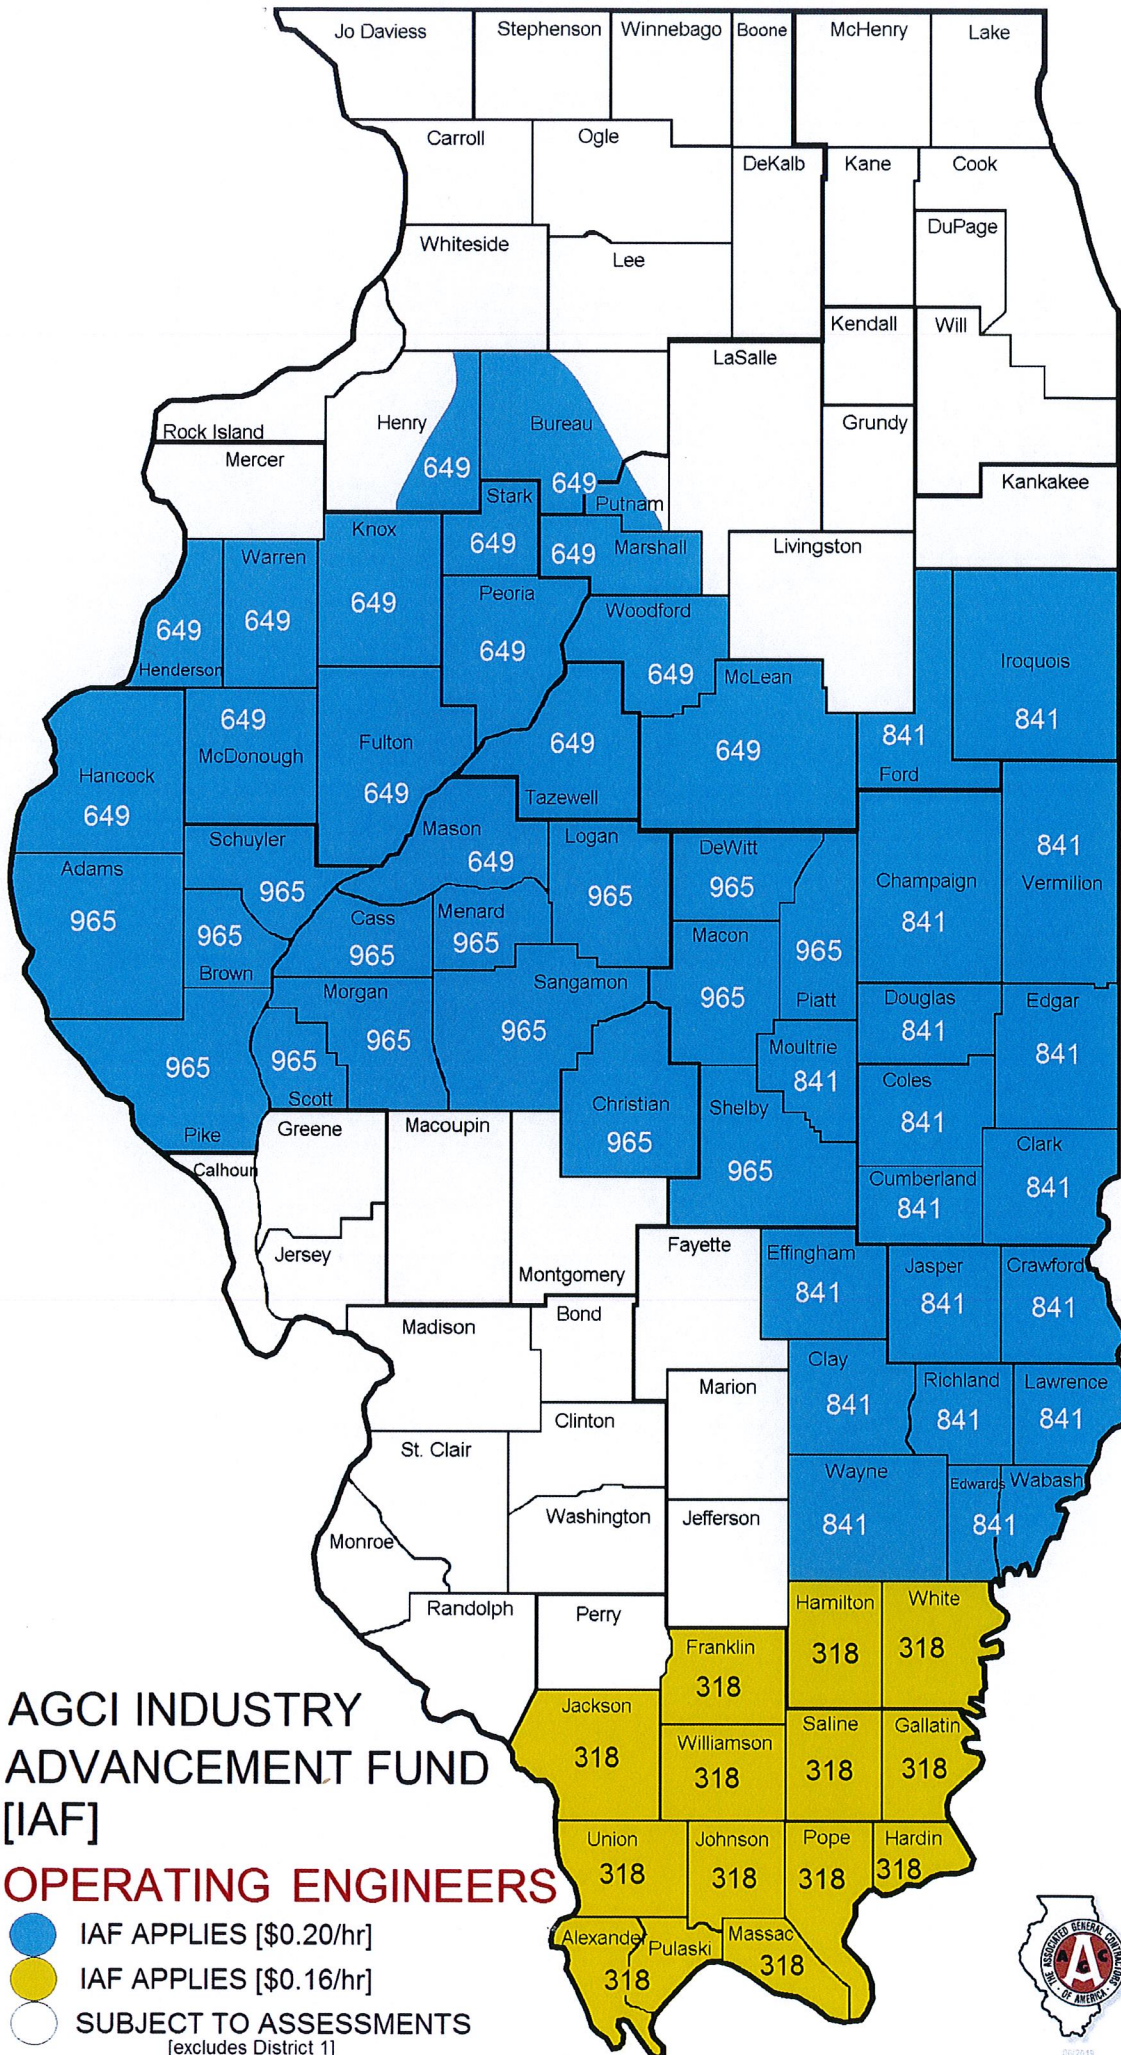 Jo Daviess
Stephenson
Winnebago
Boone
McHenry
Lake
Carroll
Ogle
DeKalb
Kane
Cook
DuPage
Whiteside
Lee
Kendall
Will
LaSalle
Rock Island
Henry
649
Bureau
649
Putnam
Grundy
Mercer
Kankakee
Stark
649
Knox
649
Warren
649
Marshall
649
Livingston
Peoria
649
Woodford
649
649
Henderson
McLean
649
Iroquois
841
841
Ford
649
McDonough
Fulton
649
649
Tazewell
Hancock
649
Mason
649
Schuyler
965
Logan
965
DeWitt
965
841
Vermilion
Champaign
841
Adams
965
965
Brown
Cass
965
Menard
965
Macon
965
965
Piatt
Sangamon
965
Morgan
965
Douglas
841
Edgar
841
965
Pike
965
Scott
Moultrie
841
Coles
841
Christian
965
Shelby
965
Greene
Macoupin
Clark
841
Calhoun
Cumberland
841
Jersey
Montgomery
Fayette
Effingham
841
Jasper
841
Crawford
841
Madison
Bond
Clay
841
Richland
841
Lawrence
841
Marion
Clinton
St. Clair
Wayne
841
Edwards
Wabash
841
Washington
Jefferson
Monroe
Randolph
Perry
Hamilton
318
White
318
Franklin
318
Jackson
318
Williamson
318
Saline
318
Gallatin
318
Union
318
Johnson
318
Pope
318
Hardin
318
Alexande
Pulaski
318
Massac
318
AGCI INDUSTRY
ADVANCEMENT FUND
[IAF]
OPERATING ENGINEERS
IAF APPLIES [$0.20/hr]
IAF APPLIES [$0.16/hr]
SUBJECT TO ASSESSMENTS
[excludes District 1]
THE ASSOCIATED GENERAL CONTRACTORS
OF AMERICA
AGC